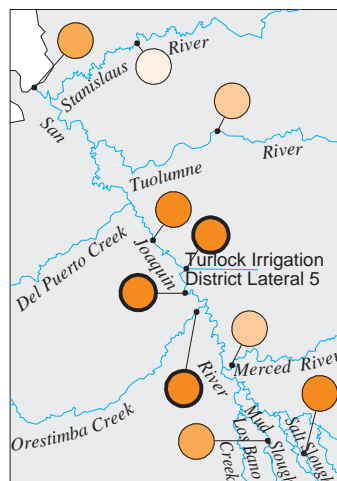 Stanislaus River
San
Tuolumne River
Joaquin
Del Puerto Creek
Turlock Irrigation
District Lateral 5
River
Merced River
Orestimba Creek
Mud
Slough
Salt Slough
Los Bano
Creek